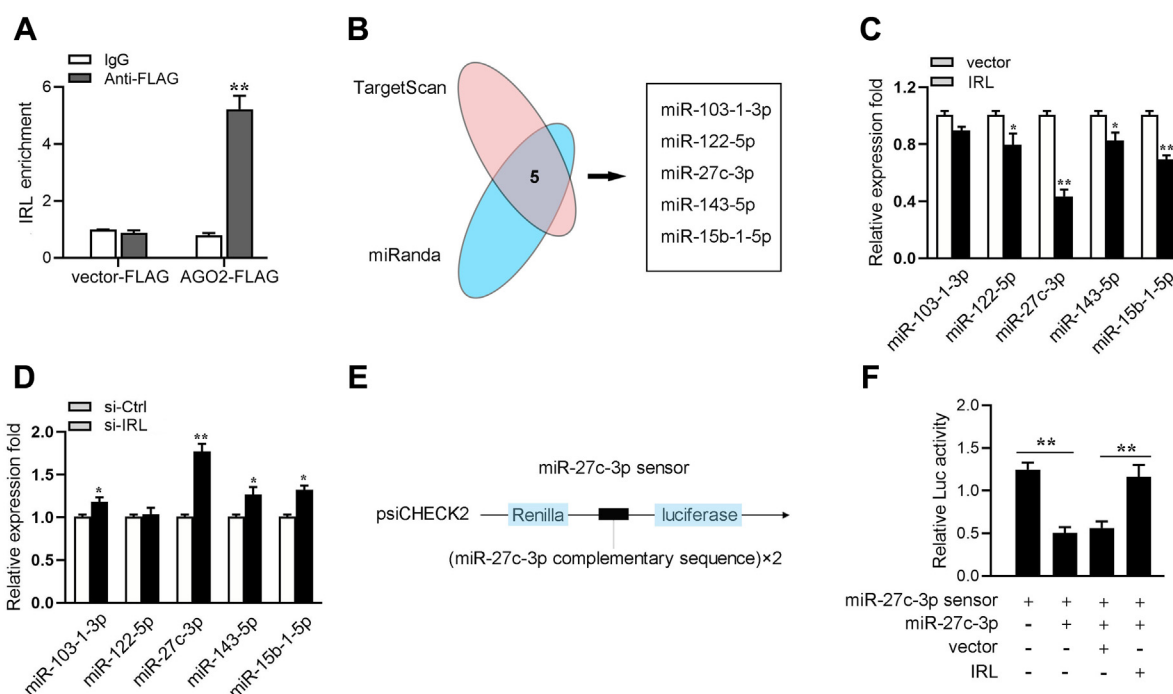 A
IgG
Anti-FLAG
**
IRL enrichment
6
4
2
0
vector-FLAG
AGO2-FLAG
B
TargetScan
miRanda
5
miR-103-1-3p
miR-122-5p
miR-27c-3p
miR-143-5p
miR-15b-1-5p
C
vector
IRL
Relative expression fold
1.2
0.8
0.4
0.0
*
**
*
**
miR-103-1-3p
miR-122-5p
miR-27c-3p
miR-143-5p
miR-15b-1-5p
D
si-Ctrl
si-IRL
Relative expression fold
2.0
1.5
1.0
0.5
0.0
*
**
*
*
miR-103-1-3p
miR-122-5p
miR-27c-3p
miR-143-5p
miR-15b-1-5p
E
miR-27c-3p sensor
psiCHECK2 Renilla luciferase
(miR-27c-3p complementary sequence)×2
F
Relative Luc activity
2.0
1.5
1.0
0.5
0.0
** **
miR-27c-3p sensor + + + +
miR-27c-3p - + + +
vector - - + -
IRL - - - +